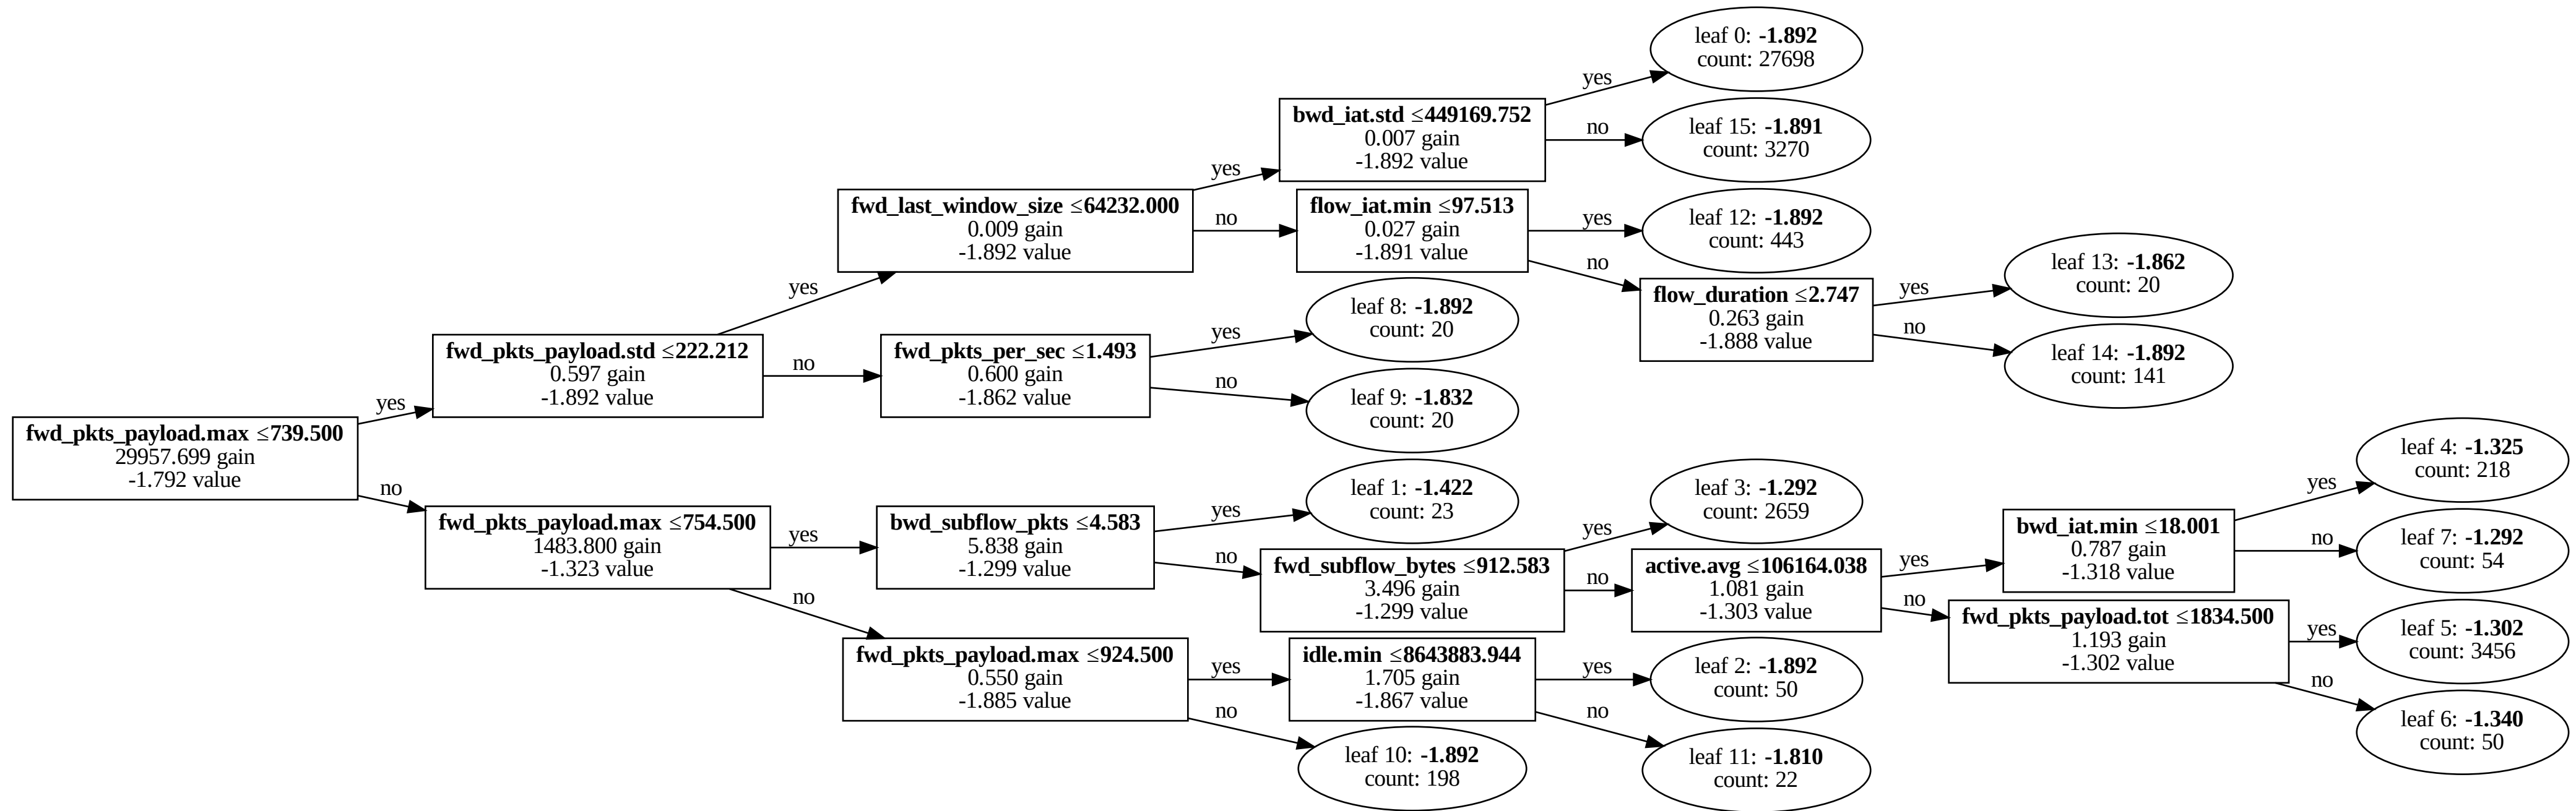 fwd_pkts_payload.max ≤739.500
29957.699 gain
-1.792 value
yes
no
fwd_pkts_payload.std ≤222.212
0.597 gain
-1.892 value
yes
no
fwd_pkts_payload.max ≤754.500
1483.800 gain
-1.323 value
yes
no
fwd_last_window_size ≤64232.000
0.009 gain
-1.892 value
yes
no
fwd_pkts_per_sec ≤1.493
0.600 gain
-1.862 value
yes
no
bwd_subflow_pkts ≤4.583
5.838 gain
-1.299 value
yes
no
fwd_pkts_payload.max ≤924.500
0.550 gain
-1.885 value
yes
no
bwd_iat.std ≤449169.752
0.007 gain
-1.892 value
yes
no
flow_iat.min ≤97.513
0.027 gain
-1.891 value
yes
no
leaf 8: -1.892
count: 20
leaf 9: -1.832
count: 20
leaf 1: -1.422
count: 23
fwd_subflow_bytes ≤912.583
3.496 gain
-1.299 value
yes
no
idle.min ≤8643883.944
1.705 gain
-1.867 value
yes
no
leaf 10: -1.892
count: 198
leaf 0: -1.892
count: 27698
leaf 15: -1.891
count: 3270
leaf 12: -1.892
count: 443
flow_duration ≤2.747
0.263 gain
-1.888 value
yes
no
leaf 3: -1.292
count: 2659
active.avg ≤106164.038
1.081 gain
-1.303 value
yes
no
leaf 2: -1.892
count: 50
leaf 11: -1.810
count: 22
leaf 13: -1.862
count: 20
leaf 14: -1.892
count: 141
bwd_iat.min ≤18.001
0.787 gain
-1.318 value
yes
no
fwd_pkts_payload.tot ≤1834.500
1.193 gain
-1.302 value
yes
no
leaf 4: -1.325
count: 218
leaf 7: -1.292
count: 54
leaf 5: -1.302
count: 3456
leaf 6: -1.340
count: 50